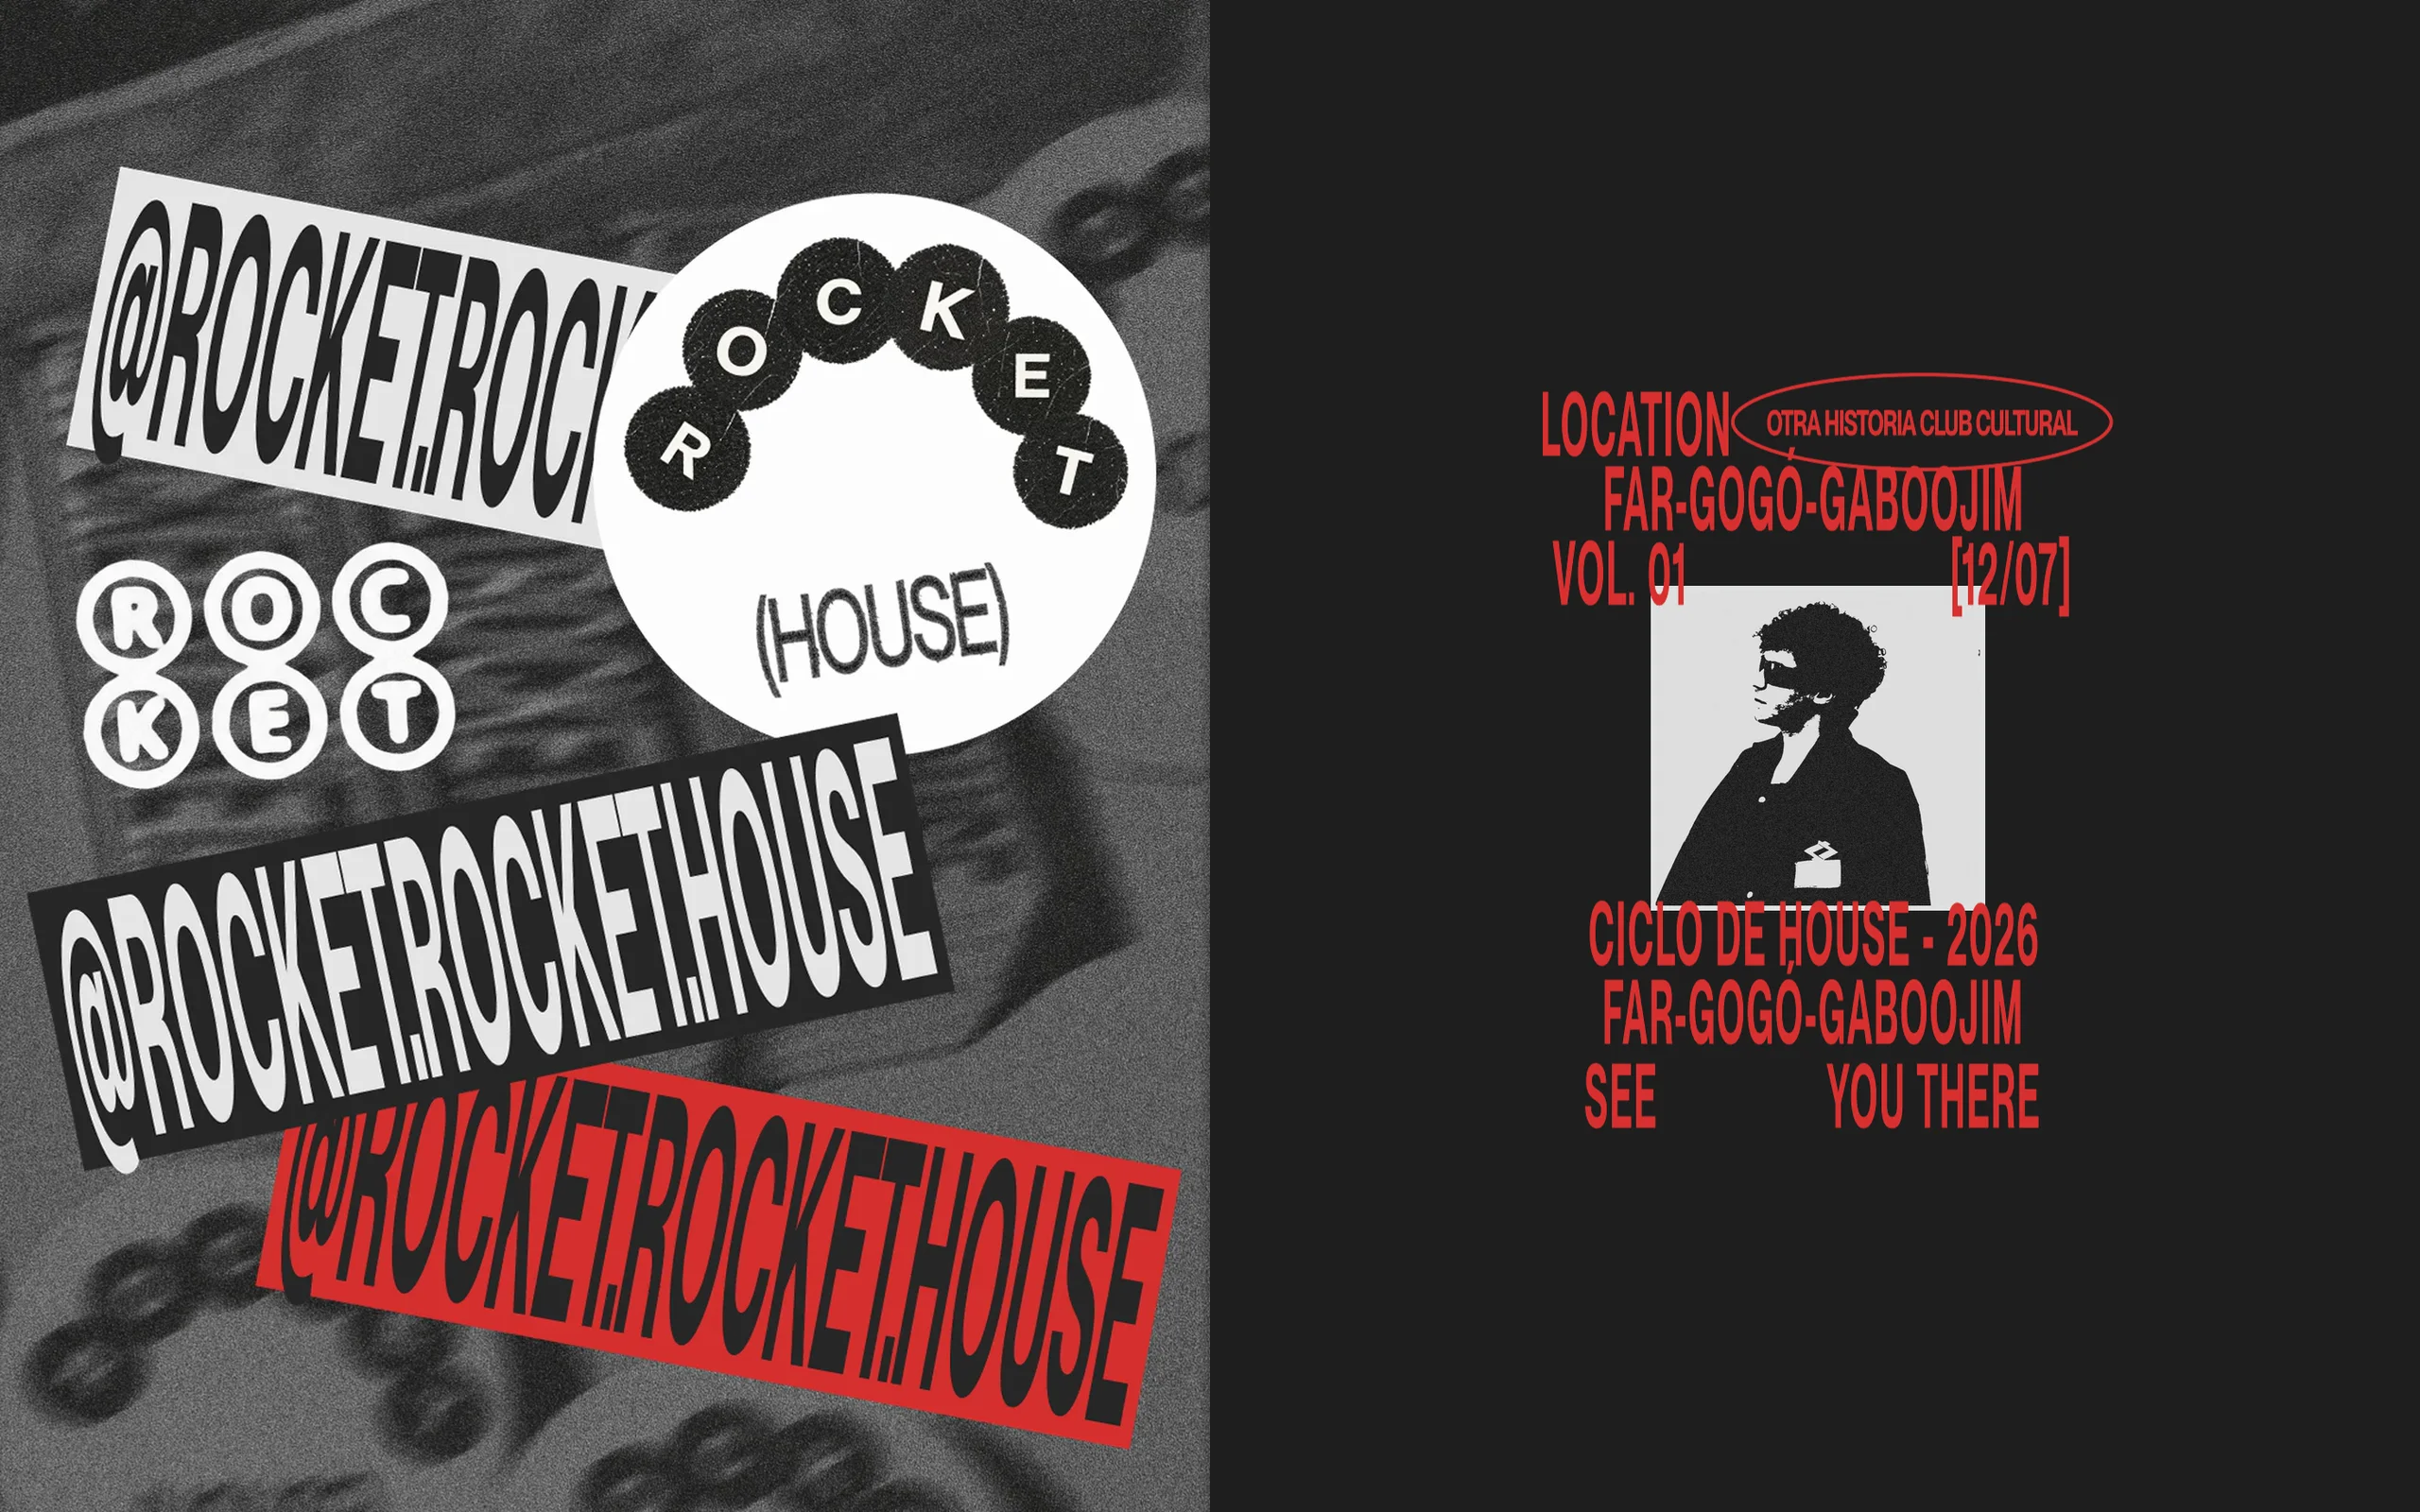 @ROCKET.ROCK
ROCKET
(HOUSE)
ROC
KET
@ROCKET.ROCKET.HOUSE
@ROCKET.ROCKET.HOUSE
LOCATION OTRA HISTORIA CLUB CULTURAL
FAR-GOGÓ-GABOOJIM
VOL. 01 [12/07]
CICLO DE HOUSE - 2026
FAR-GOGÓ-GABOOJIM
SEE YOU THERE